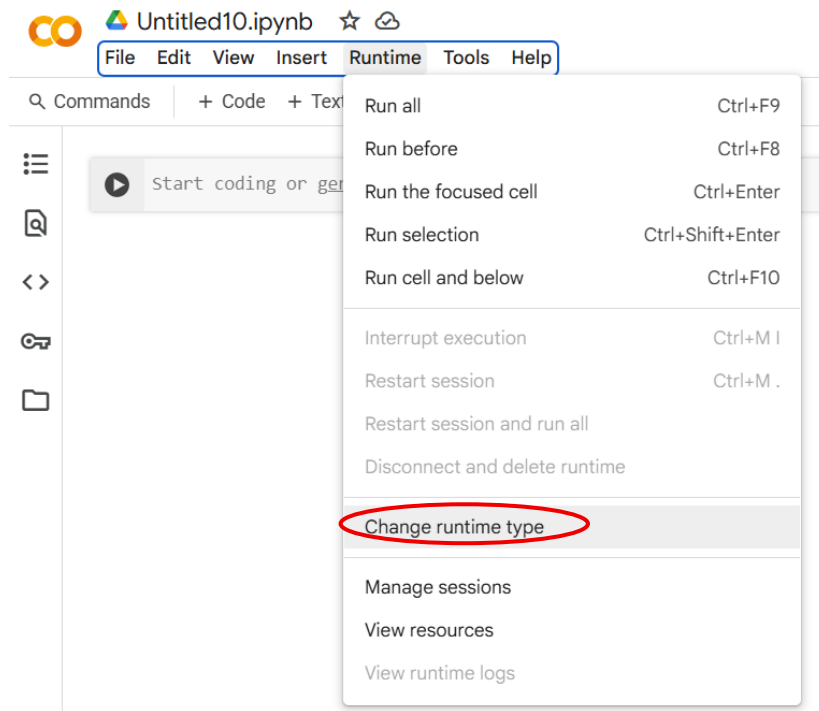 Untitled10.ipynb
File Edit View Insert Runtime Tools Help
Commands + Code + Text
Start coding or ger
Run all Ctrl+F9
Run before Ctrl+F8
Run the focused cell Ctrl+Enter
Run selection Ctrl+Shift+Enter
Run cell and below Ctrl+F10
Interrupt execution Ctrl+M I
Restart session Ctrl+M .
Restart session and run all
Disconnect and delete runtime
Change runtime type
Manage sessions
View resources
View runtime logs